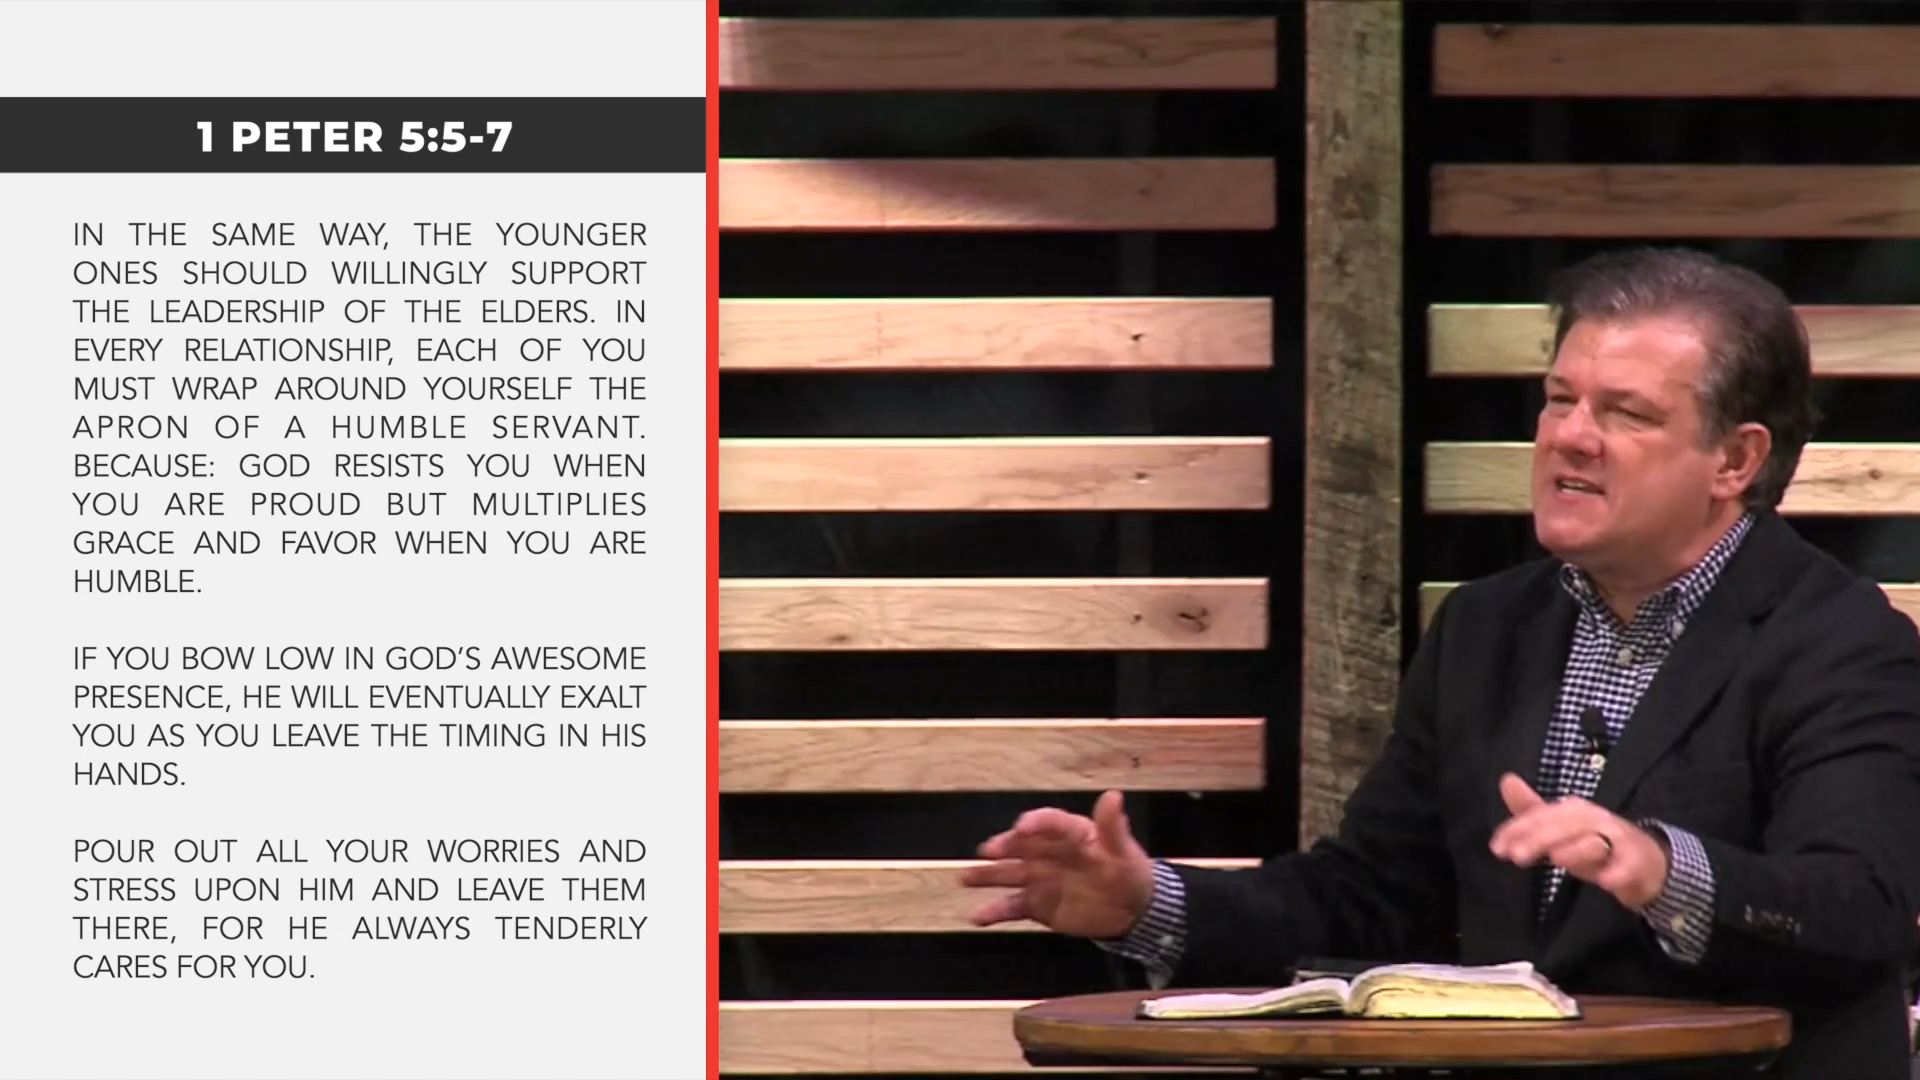 1 PETER 5:5-7
IN THE SAME WAY, THE YOUNGER
ONES SHOULD WILLINGLY SUPPORT
THE LEADERSHIP OF THE ELDERS. IN
EVERY RELATIONSHIP, EACH OF YOU
MUST WRAP AROUND YOURSELF THE
APRON OF A HUMBLE SERVANT.
BECAUSE: GOD RESISTS YOU WHEN
YOU ARE PROUD BUT MULTIPLIES
GRACE AND FAVOR WHEN YOU ARE
HUMBLE.
IF YOU BOW LOW IN GOD'S AWESOME
PRESENCE, HE WILL EVENTUALLY EXALT
YOU AS YOU LEAVE THE TIMING IN HIS
HANDS.
POUR OUT ALL YOUR WORRIES AND
STRESS UPON HIM AND LEAVE THEM
THERE, FOR HE ALWAYS TENDERLY
CARES FOR YOU.